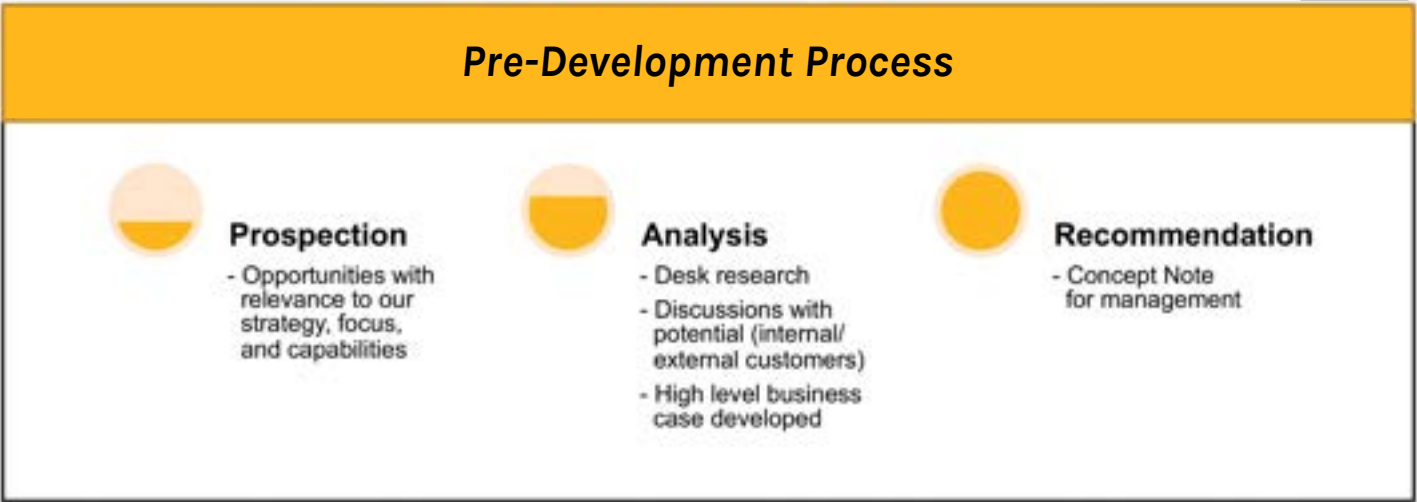 Pre-Development Process
Prospection
- Opportunities with
relevance to our
strategy, focus,
and capabilities
Analysis
- Desk research
- Discussions with
potential (internal/
external customers)
- High level business
case developed
Recommendation
- Concept Note
for management